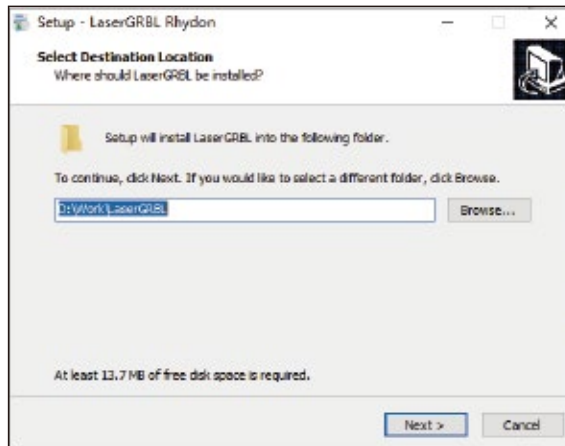 Setup - LaserGRBL Rhydon
Select Destination Location
Where should LaserGRBL be installed?
Setup will install LaserGRBL into the following folder.
To continue, click Next. If you would like to select a different folder, click Browse.
D:\Work\LaserGRBL
Browse...
At least 13.7 MB of free disk space is required.
Next >
Cancel